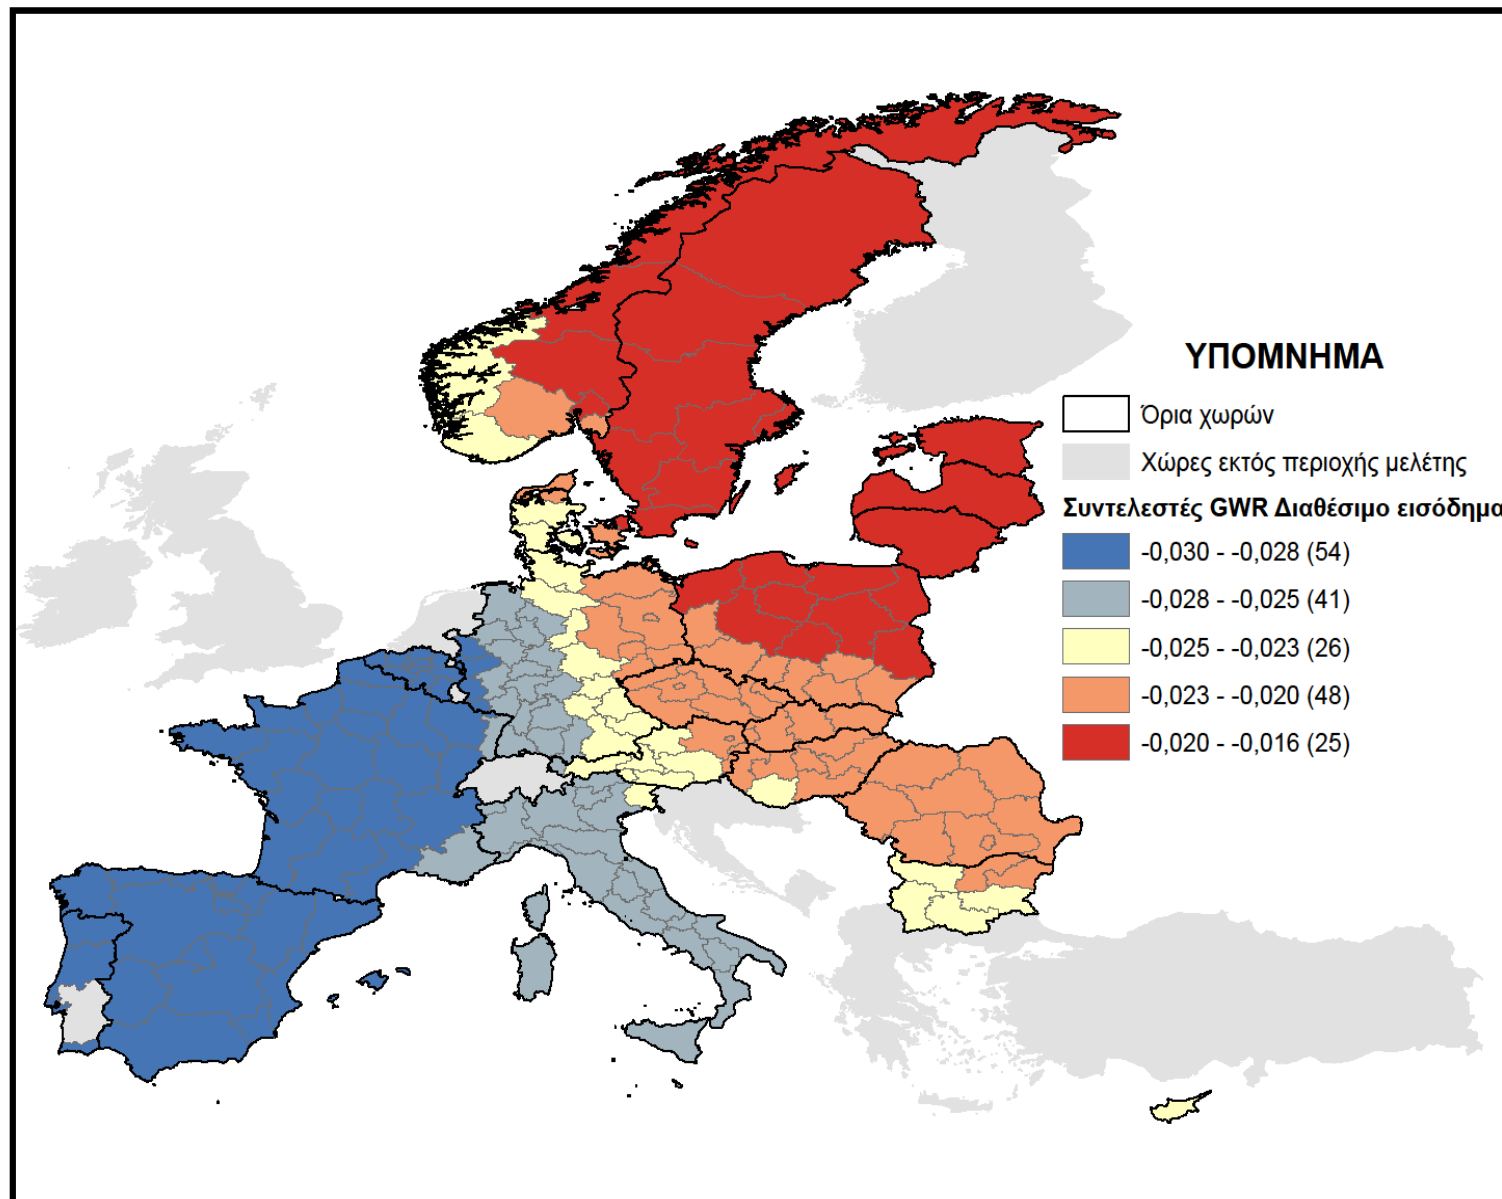 ΥΠΟΜΝΗΜΑ
Όρια χωρών
Χώρες εκτός περιοχής μελέτης
Συντελεστές GWR Διαθέσιμο εισόδημα
-0,030 - -0,028 (54)
-0,028 - -0,025 (41)
-0,025 - -0,023 (26)
-0,023 - -0,020 (48)
-0,020 - -0,016 (25)